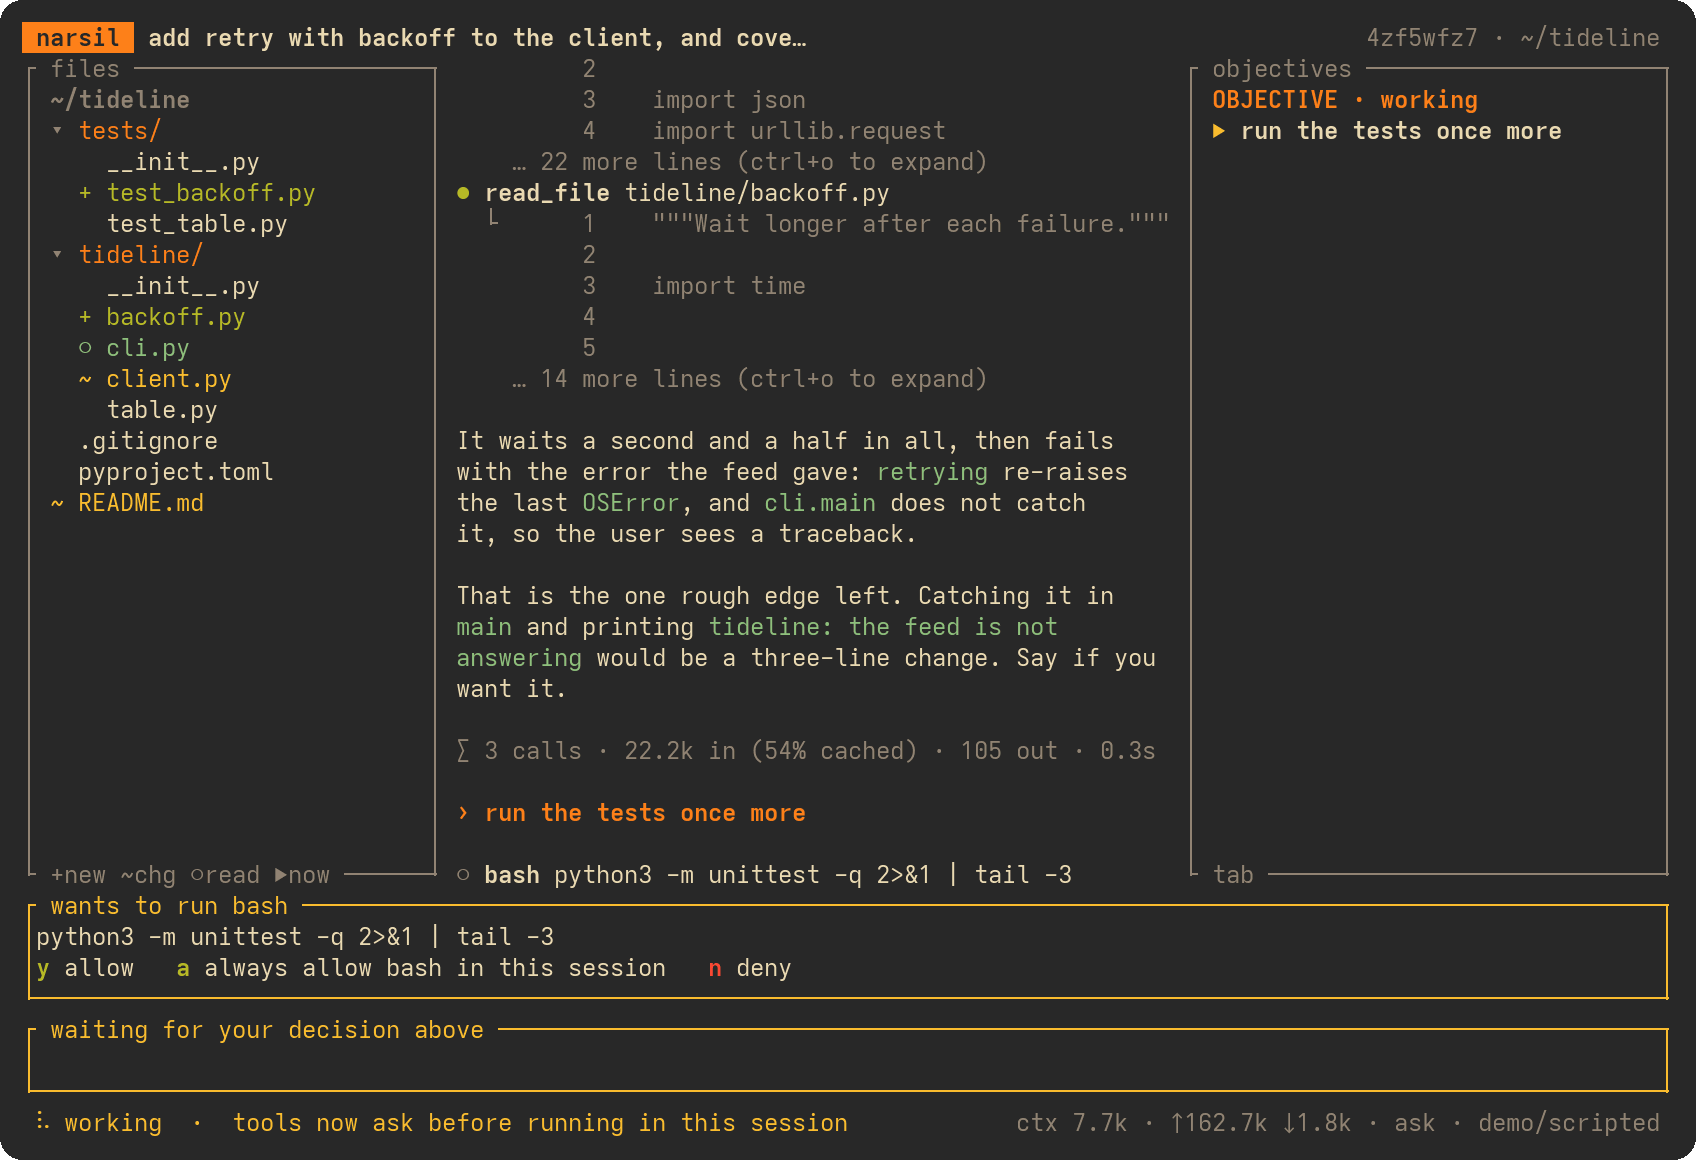 narsil add retry with backoff to the client, and cove… 4zf5wfz7 · ~/tideline
files
~/tideline
▾ tests/
__init__.py
+ test_backoff.py
test_table.py
▾ tideline/
__init__.py
+ backoff.py
○ cli.py
~ client.py
table.py
.gitignore
pyproject.toml
~ README.md
+new ~chg ○read ▶now
2
3 import json
4 import urllib.request
… 22 more lines (ctrl+o to expand)
● read_file tideline/backoff.py
└ 1 """Wait longer after each failure."""
2
3 import time
4
5
… 14 more lines (ctrl+o to expand)
It waits a second and a half in all, then fails
with the error the feed gave: retrying re-raises
the last OSError, and cli.main does not catch
it, so the user sees a traceback.
That is the one rough edge left. Catching it in
main and printing tideline: the feed is not
answering would be a three-line change. Say if you
want it.
∑ 3 calls · 22.2k in (54% cached) · 105 out · 0.3s
› run the tests once more
○ bash python3 -m unittest -q 2>&1 | tail -3
objectives
OBJECTIVE · working
▶ run the tests once more
tab
wants to run bash
python3 -m unittest -q 2>&1 | tail -3
y allow a always allow bash in this session n deny
waiting for your decision above
working · tools now ask before running in this session ctx 7.7k · ↑162.7k ↓1.8k · ask · demo/scripted